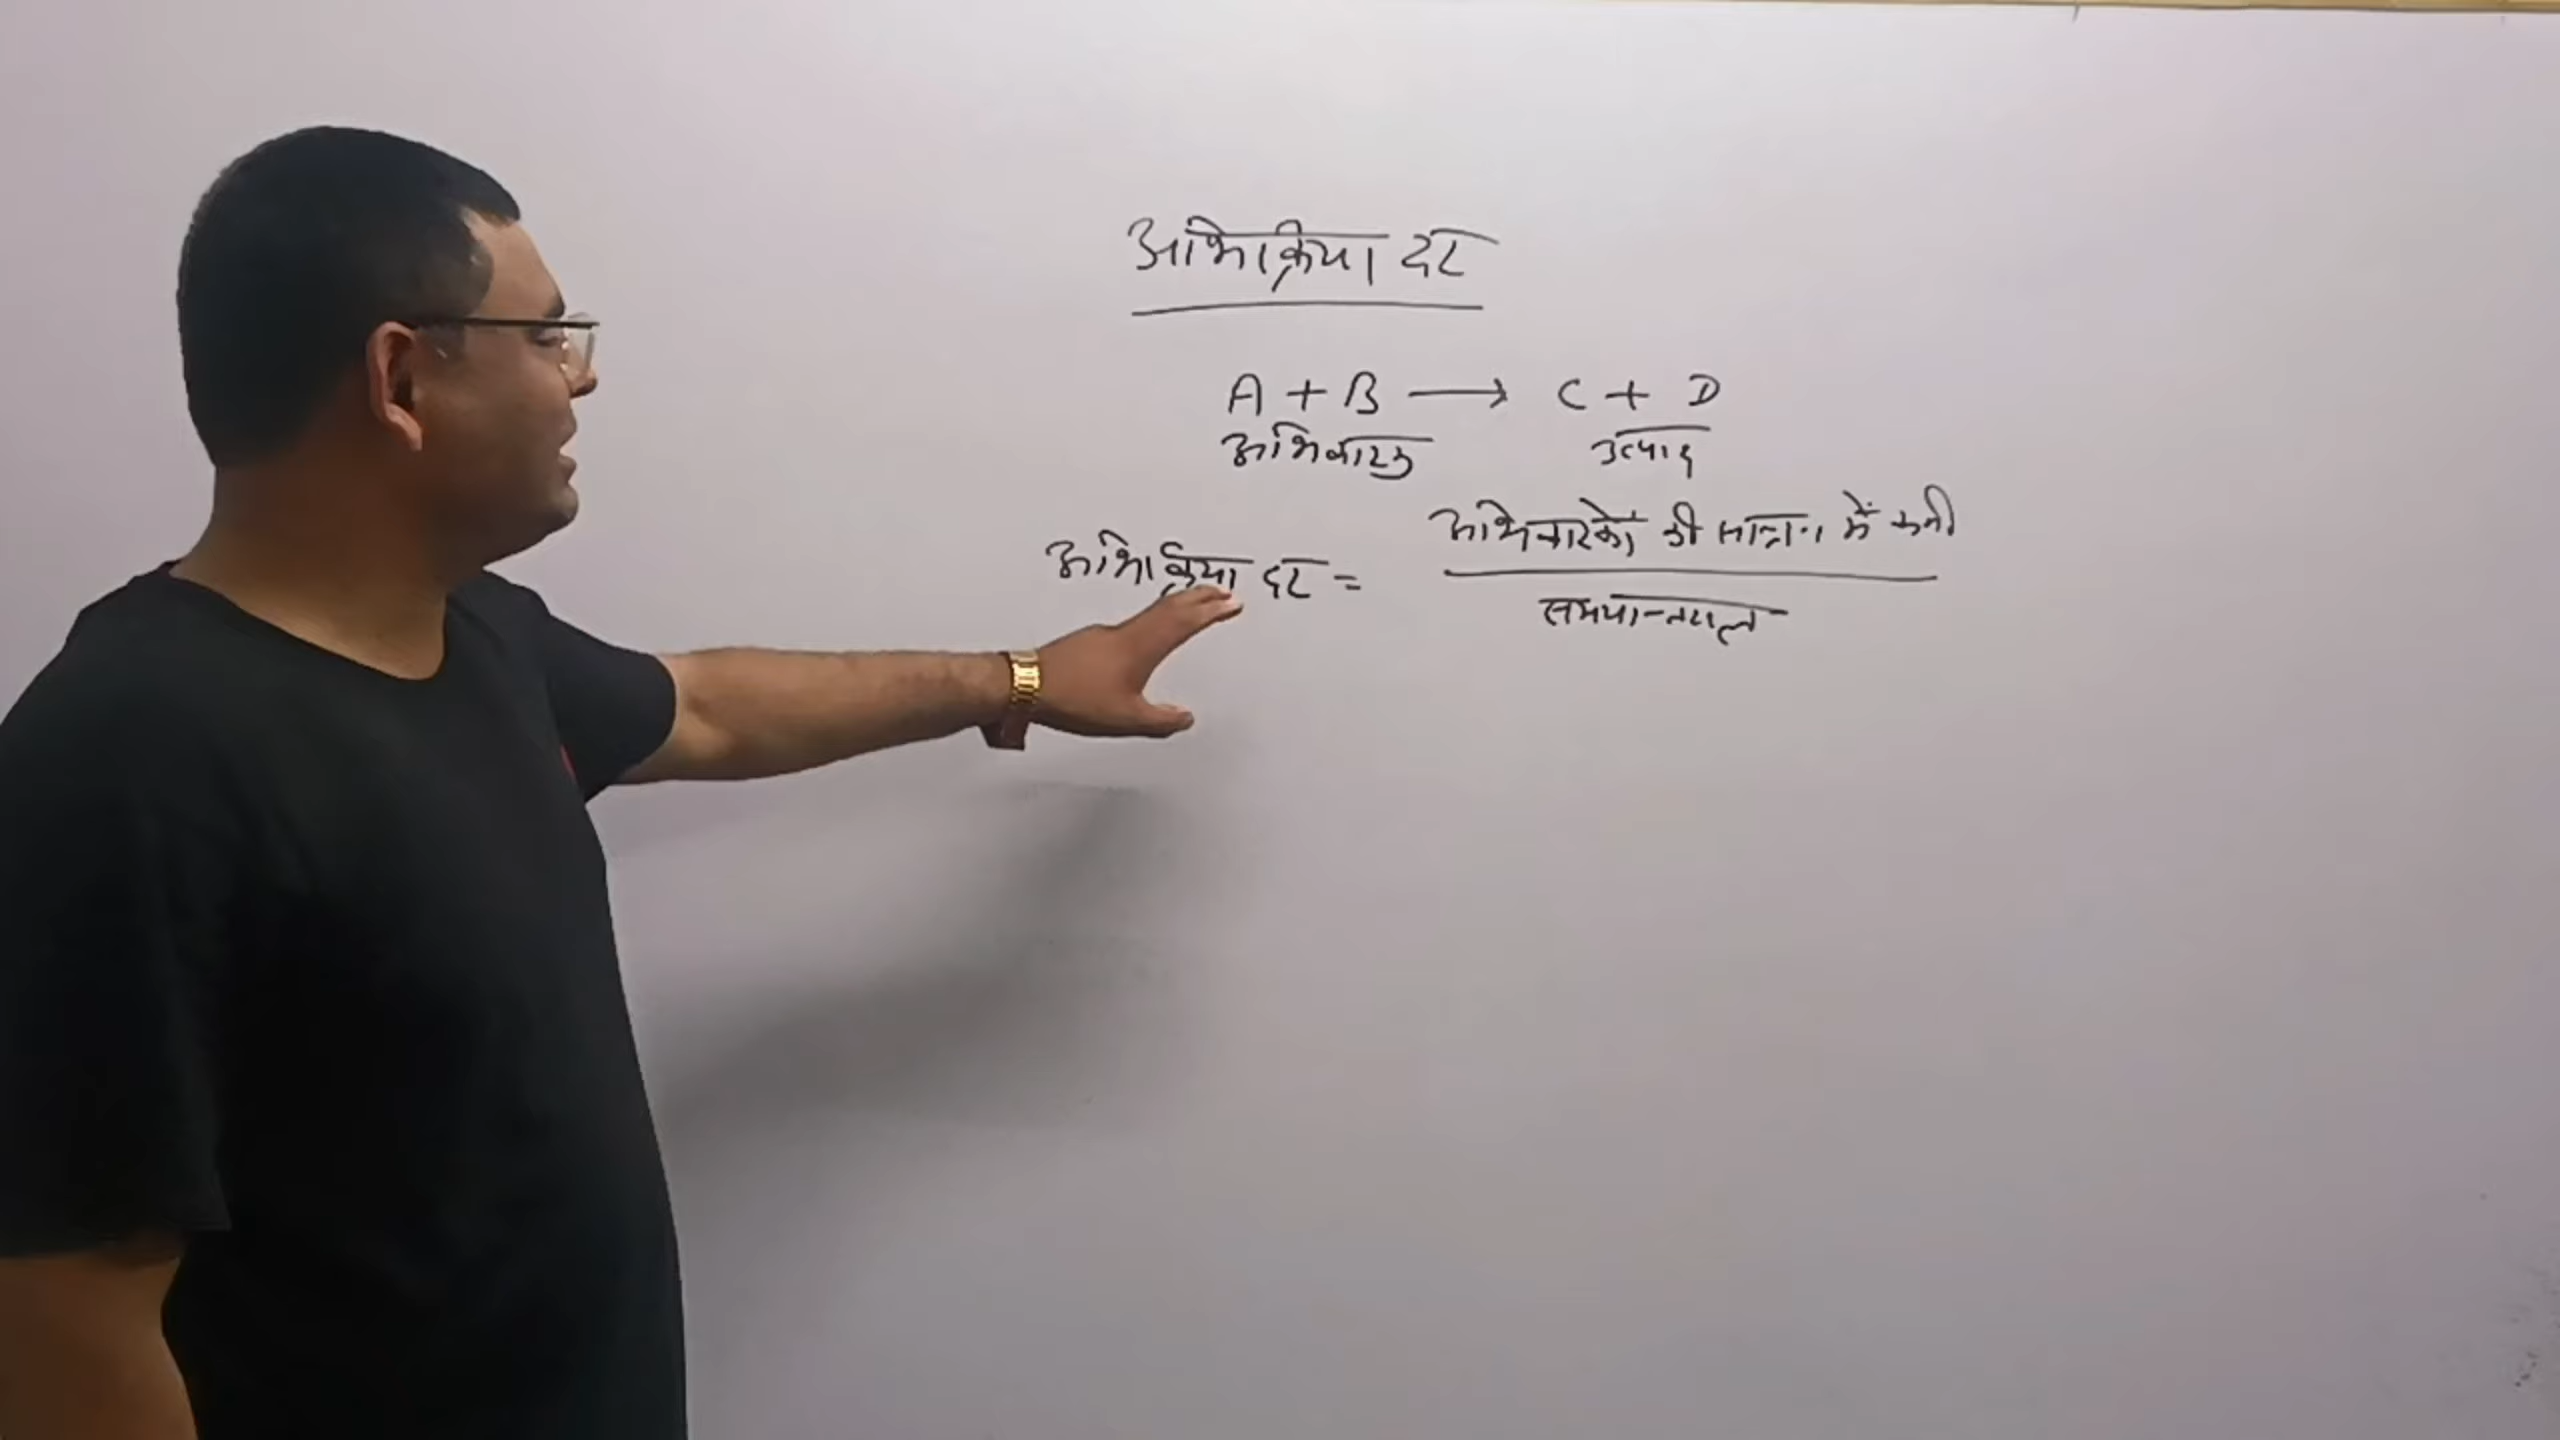 अभिक्रिया दर
A + B ⟶ C + D
अभिकारक उत्पाद
अभिक्रिया दर = अभिकारकों की मात्रा में कमी
समयान्तराल